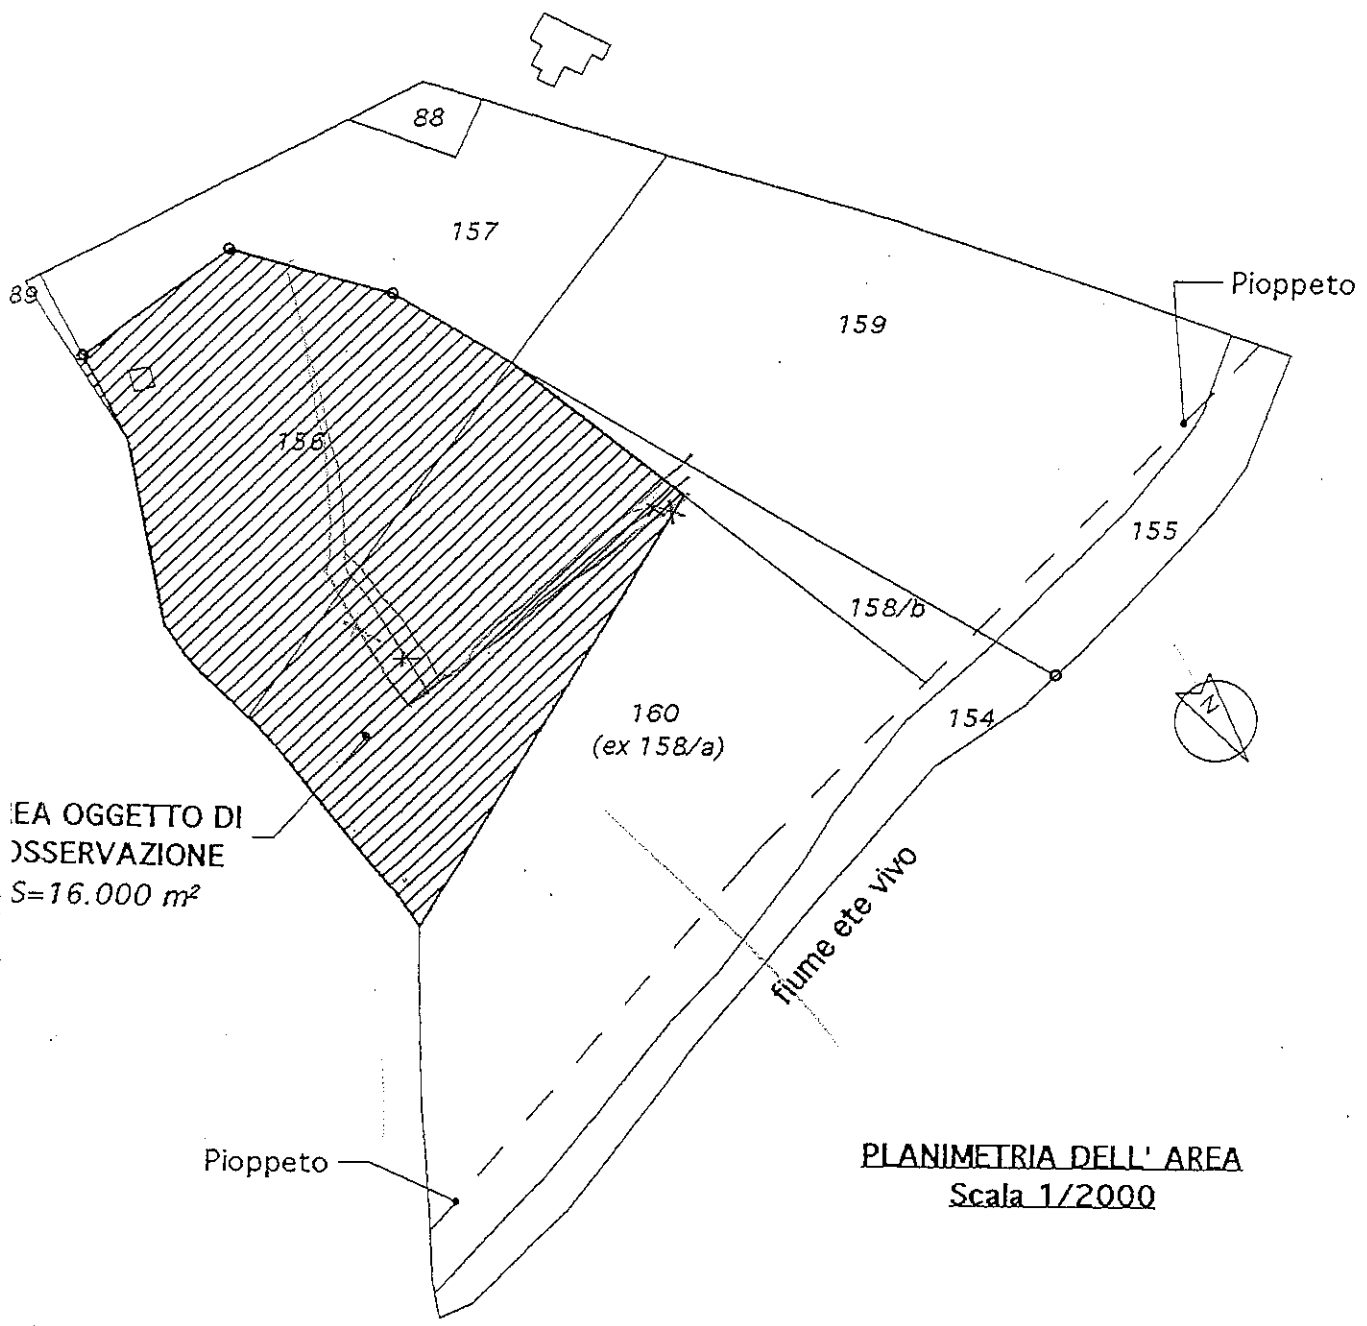 88
157
89
159
Pioppeto
156
155
158/b
160
(ex 158/a)
154
N
EA OGGETTO DI
OSSERVAZIONE
S=16.000 m²
fiume ete vivo
Pioppeto
PLANIMETRIA DELL' AREA
Scala 1/2000